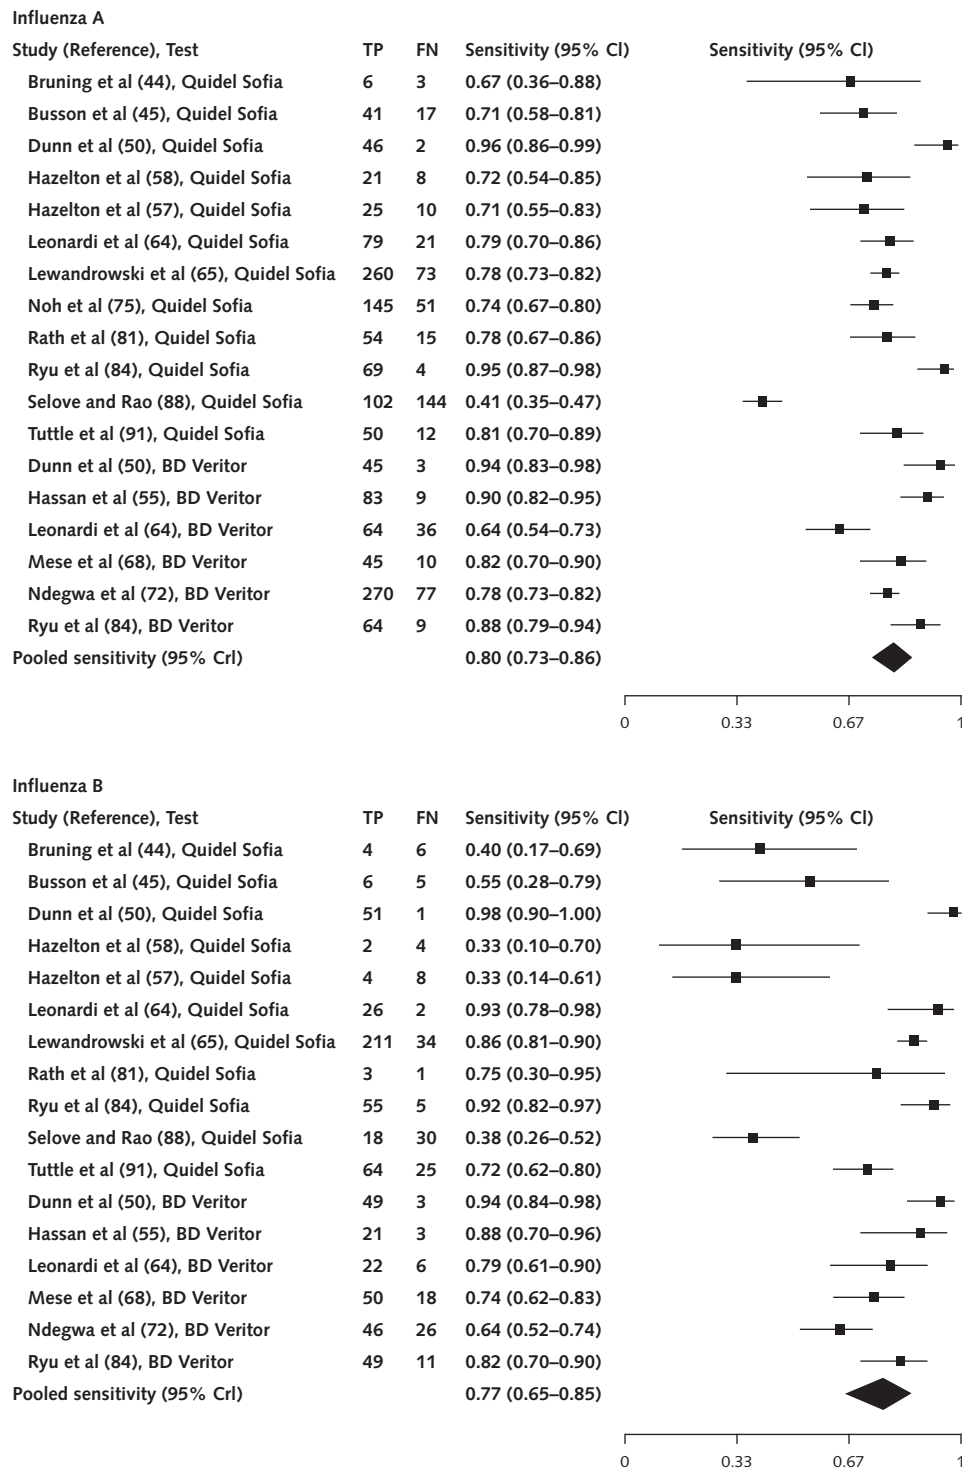 Influenza A
Study (Reference), Test TP FN Sensitivity (95% CI) Sensitivity (95% CI)
Bruning et al (44), Quidel Sofia 6 3 0.67 (0.36–0.88)
Busson et al (45), Quidel Sofia 41 17 0.71 (0.58–0.81)
Dunn et al (50), Quidel Sofia 46 2 0.96 (0.86–0.99)
Hazelton et al (58), Quidel Sofia 21 8 0.72 (0.54–0.85)
Hazelton et al (57), Quidel Sofia 25 10 0.71 (0.55–0.83)
Leonardi et al (64), Quidel Sofia 79 21 0.79 (0.70–0.86)
Lewandrowski et al (65), Quidel Sofia 260 73 0.78 (0.73–0.82)
Noh et al (75), Quidel Sofia 145 51 0.74 (0.67–0.80)
Rath et al (81), Quidel Sofia 54 15 0.78 (0.67–0.86)
Ryu et al (84), Quidel Sofia 69 4 0.95 (0.87–0.98)
Selove and Rao (88), Quidel Sofia 102 144 0.41 (0.35–0.47)
Tuttle et al (91), Quidel Sofia 50 12 0.81 (0.70–0.89)
Dunn et al (50), BD Veritor 45 3 0.94 (0.83–0.98)
Hassan et al (55), BD Veritor 83 9 0.90 (0.82–0.95)
Leonardi et al (64), BD Veritor 64 36 0.64 (0.54–0.73)
Mese et al (68), BD Veritor 45 10 0.82 (0.70–0.90)
Ndegwa et al (72), BD Veritor 270 77 0.78 (0.73–0.82)
Ryu et al (84), BD Veritor 64 9 0.88 (0.79–0.94)
Pooled sensitivity (95% CrI) 0.80 (0.73–0.86)
0 0.33 0.67 1
Influenza B
Study (Reference), Test TP FN Sensitivity (95% CI) Sensitivity (95% CI)
Bruning et al (44), Quidel Sofia 4 6 0.40 (0.17–0.69)
Busson et al (45), Quidel Sofia 6 5 0.55 (0.28–0.79)
Dunn et al (50), Quidel Sofia 51 1 0.98 (0.90–1.00)
Hazelton et al (58), Quidel Sofia 2 4 0.33 (0.10–0.70)
Hazelton et al (57), Quidel Sofia 4 8 0.33 (0.14–0.61)
Leonardi et al (64), Quidel Sofia 26 2 0.93 (0.78–0.98)
Lewandrowski et al (65), Quidel Sofia 211 34 0.86 (0.81–0.90)
Rath et al (81), Quidel Sofia 3 1 0.75 (0.30–0.95)
Ryu et al (84), Quidel Sofia 55 5 0.92 (0.82–0.97)
Selove and Rao (88), Quidel Sofia 18 30 0.38 (0.26–0.52)
Tuttle et al (91), Quidel Sofia 64 25 0.72 (0.62–0.80)
Dunn et al (50), BD Veritor 49 3 0.94 (0.84–0.98)
Hassan et al (55), BD Veritor 21 3 0.88 (0.70–0.96)
Leonardi et al (64), BD Veritor 22 6 0.79 (0.61–0.90)
Mese et al (68), BD Veritor 50 18 0.74 (0.62–0.83)
Ndegwa et al (72), BD Veritor 46 26 0.64 (0.52–0.74)
Ryu et al (84), BD Veritor 49 11 0.82 (0.70–0.90)
Pooled sensitivity (95% CrI) 0.77 (0.65–0.85)
0 0.33 0.67 1